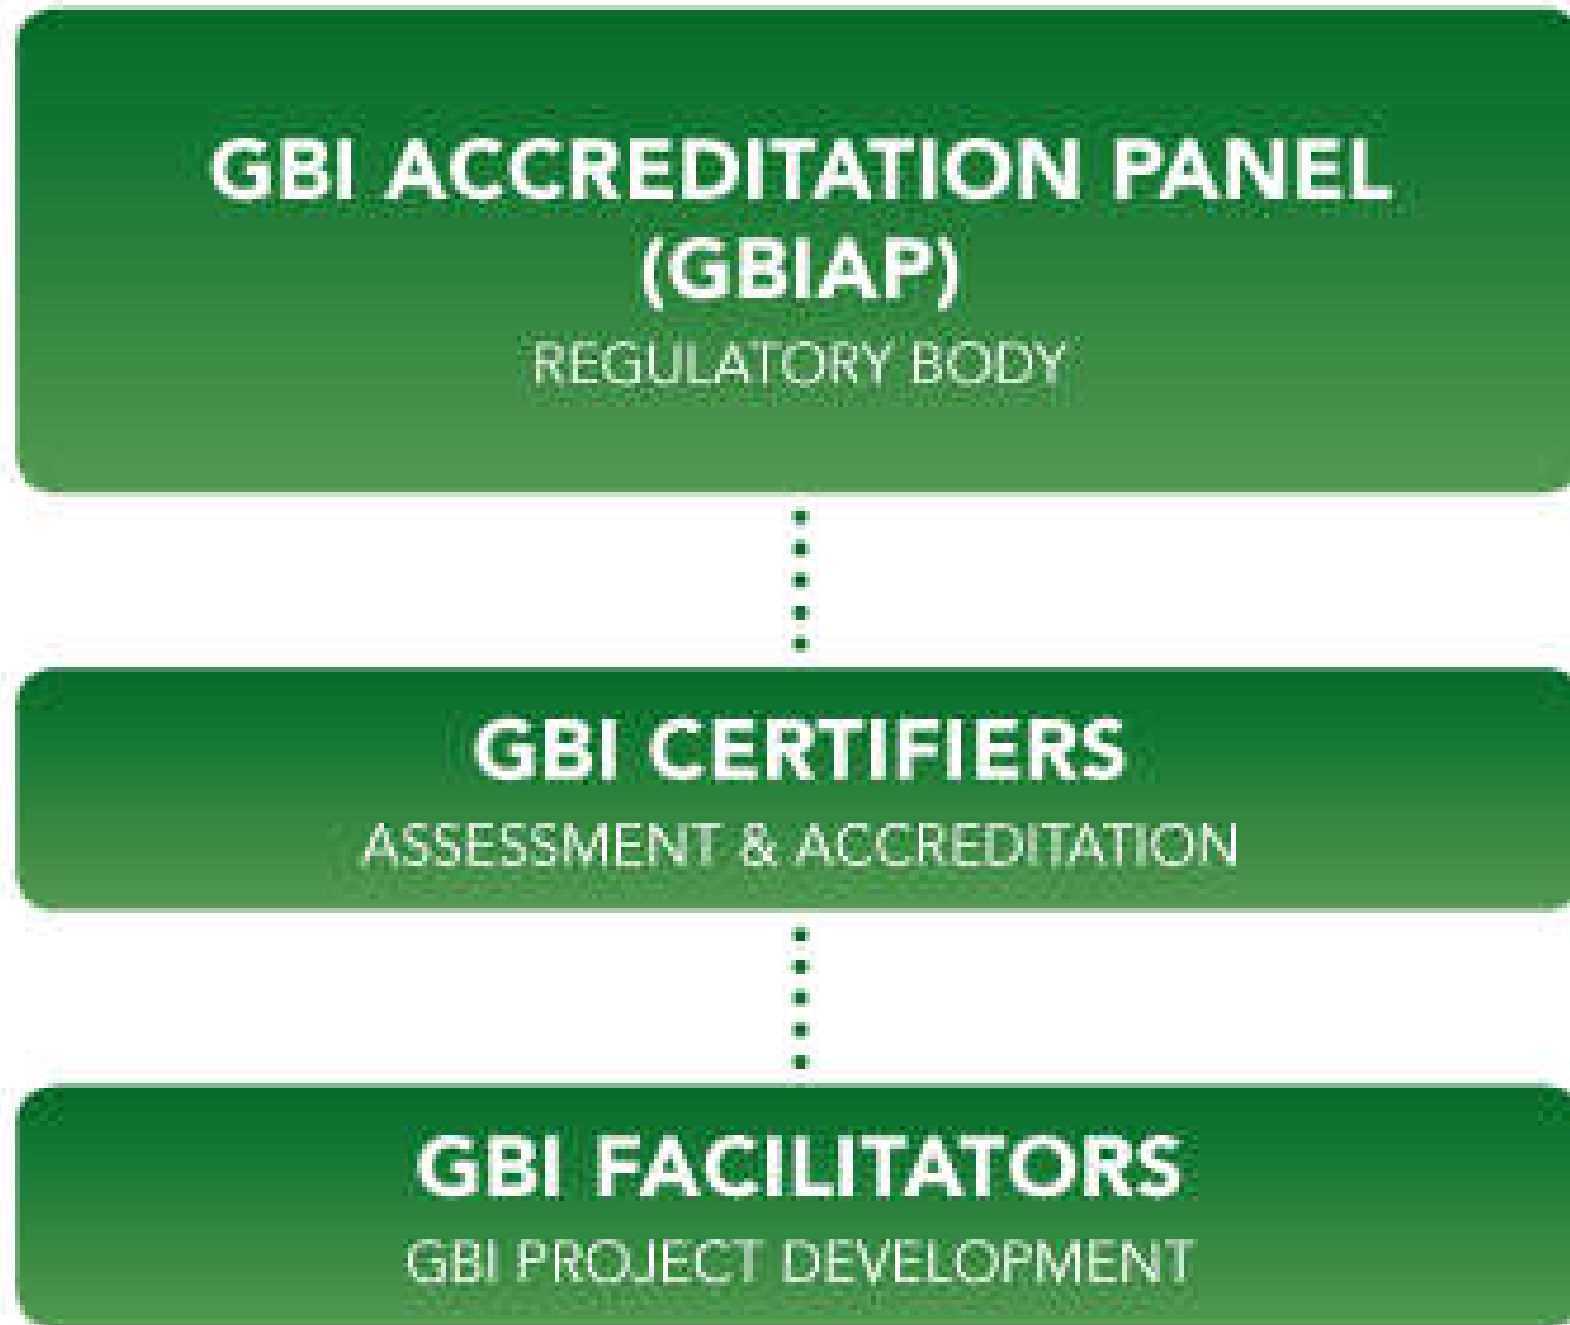 GBI ACCREDITATION PANEL
(GBIAP)
REGULATORY BODY
GBI CERTIFIERS
ASSESSMENT & ACCREDITATION
GBI FACILITATORS
GBI PROJECT DEVELOPMENT